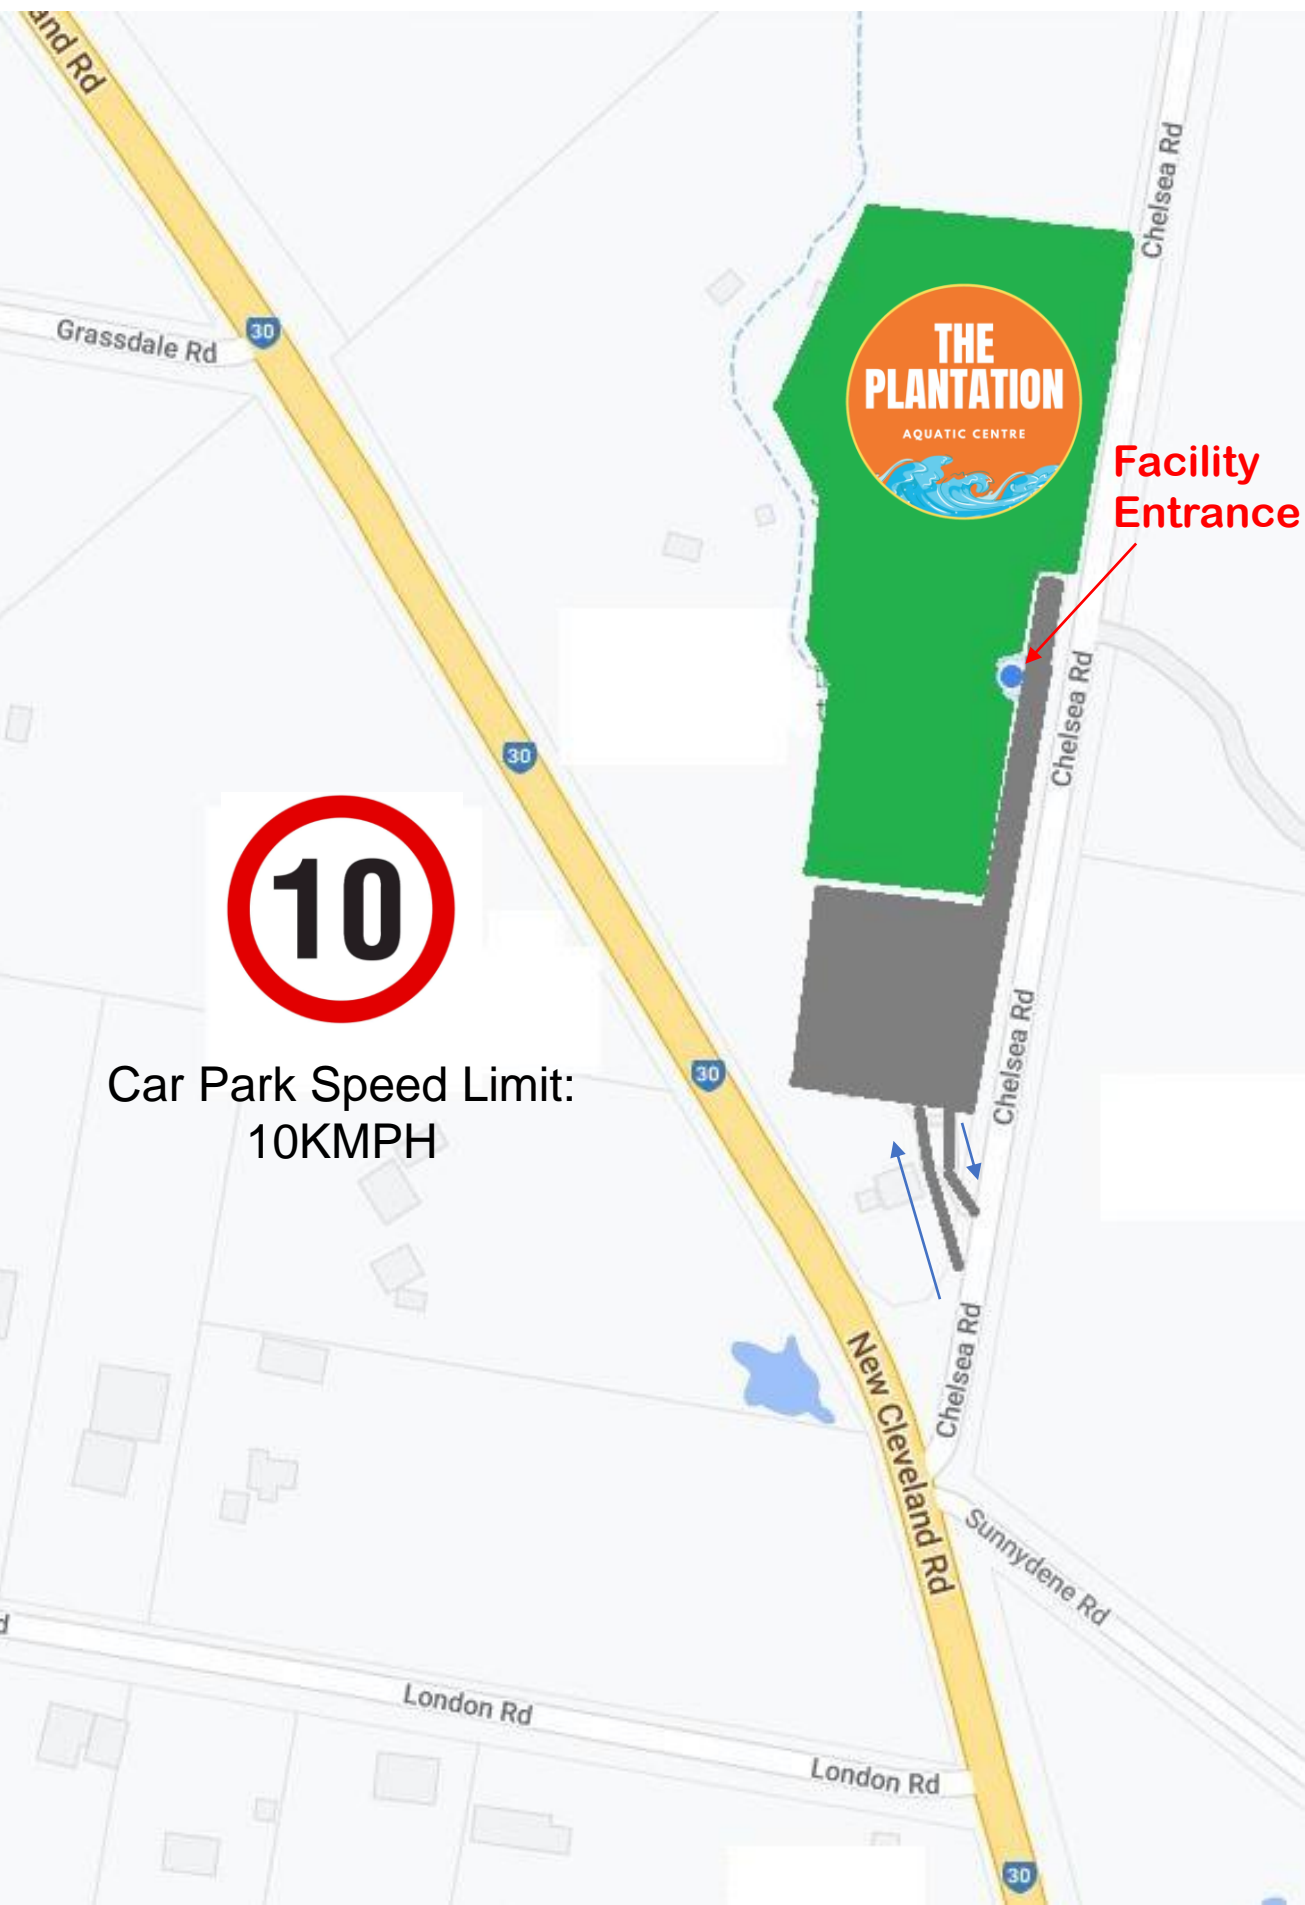 and Rd
Chelsea Rd
30
Grassdale Rd
THE
PLANTATION
AQUATIC CENTRE
Facility
Entrance
Chelsea Rd
30
10
Chelsea Rd
30
Car Park Speed Limit:
10KMPH
Chelsea Rd
New Cleveland Rd
Sunnydene Rd
d
London Rd
London Rd
30